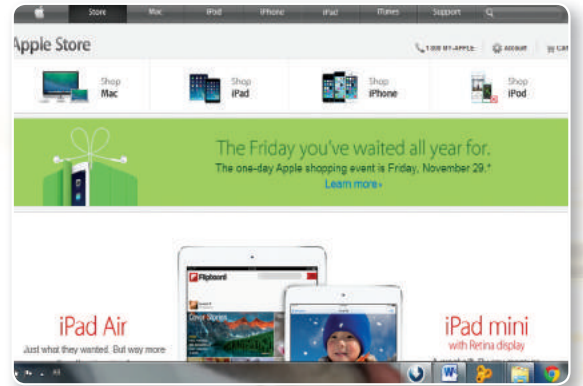 Store Mac iPod iPhone iPad iTunes Support
Apple Store
1-800-MY-APPLE Account Cart
Shop
Mac
Shop
iPad
Shop
iPhone
Shop
iPod
The Friday you've waited all year for.
The one-day Apple shopping event is Friday, November 29.*
Learn more ›
Flipboard
Cover Stories
iPad Air
Just what they wanted. But way more
iPad mini
with Retina display